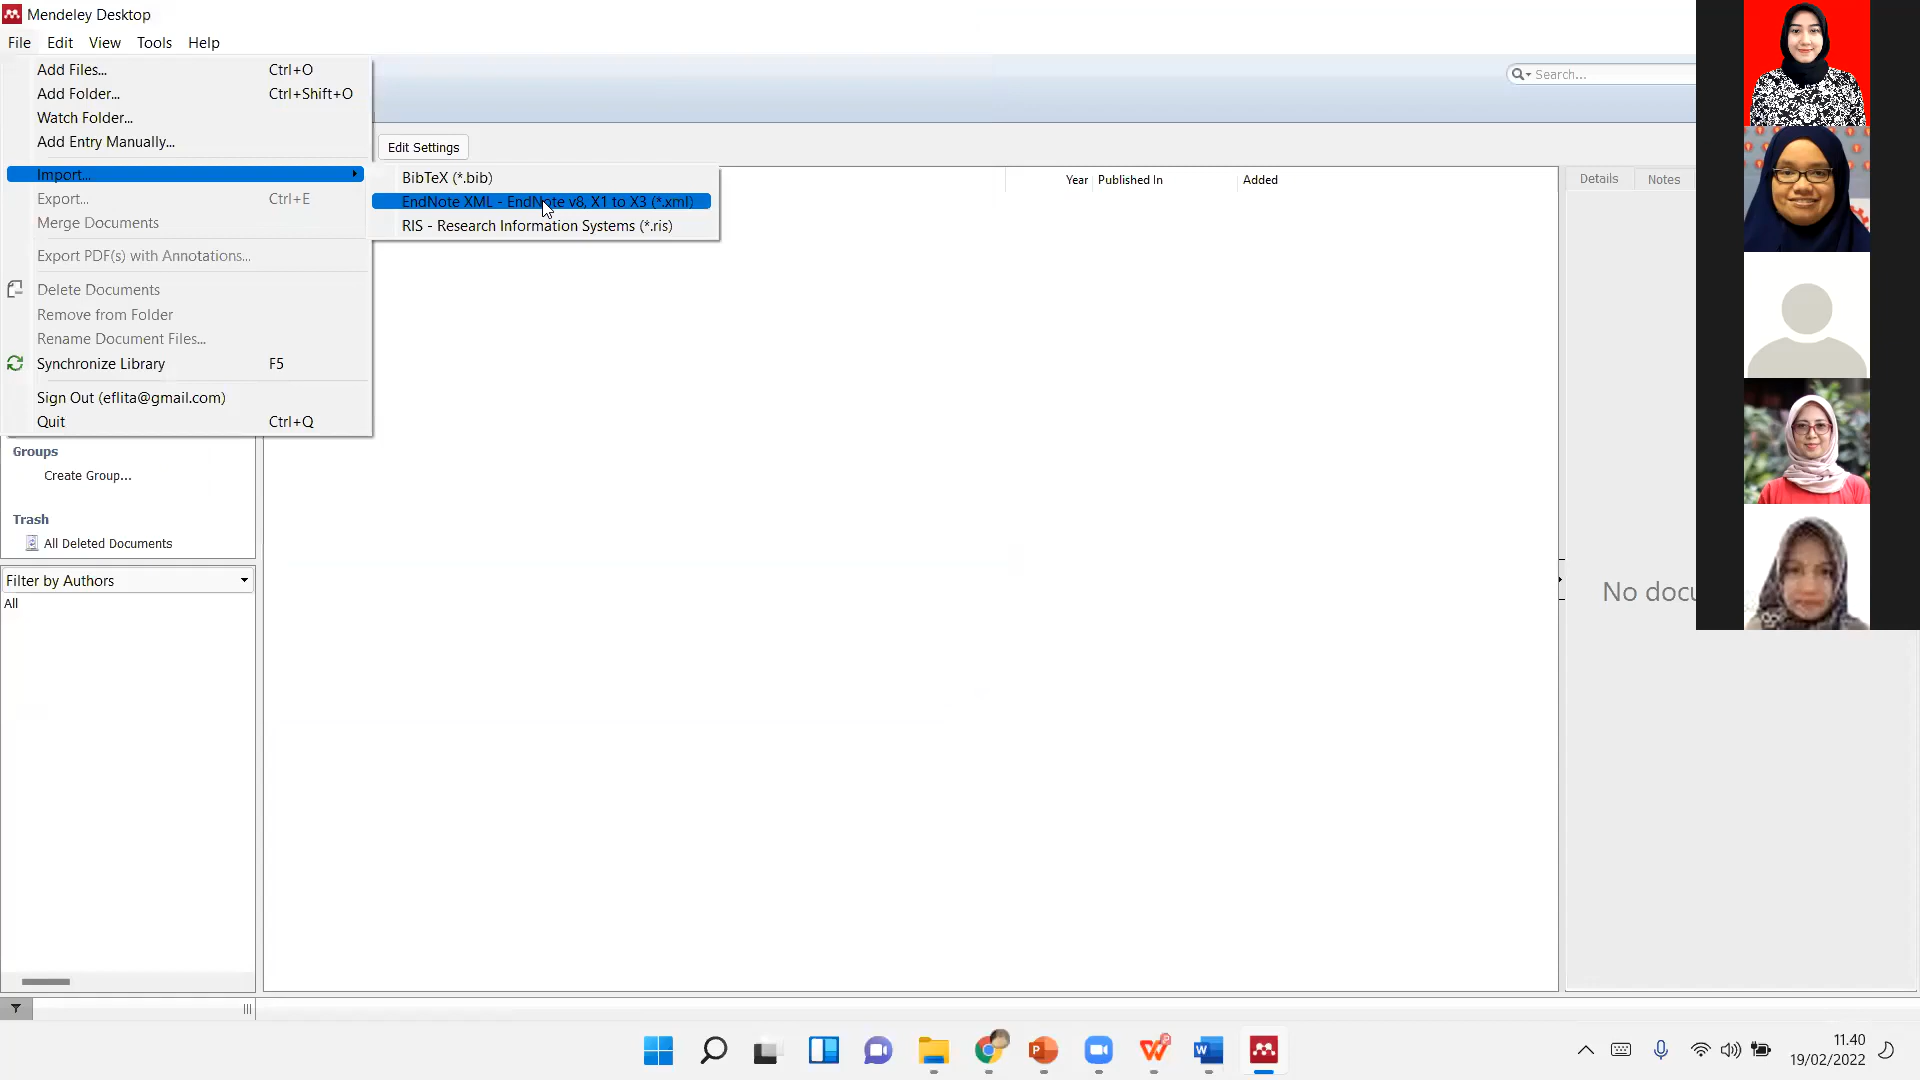 Mendeley Desktop
File Edit View Tools Help
Add Files... Ctrl+O
Add Folder... Ctrl+Shift+O
Watch Folder...
Add Entry Manually...
Import...
Export... Ctrl+E
Merge Documents
Export PDF(s) with Annotations...
Delete Documents
Remove from Folder
Rename Document Files...
Synchronize Library F5
Sign Out (eflita@gmail.com)
Quit Ctrl+Q
BibTeX (*.bib)
EndNote XML - EndNote v8, X1 to X3 (*.xml)
RIS - Research Information Systems (*.ris)
Search...
Edit Settings
Year Published In Added
Details Notes
Groups
Create Group...
Trash
All Deleted Documents
Filter by Authors
All
No docu
W
P
W
11.40
19/02/2022